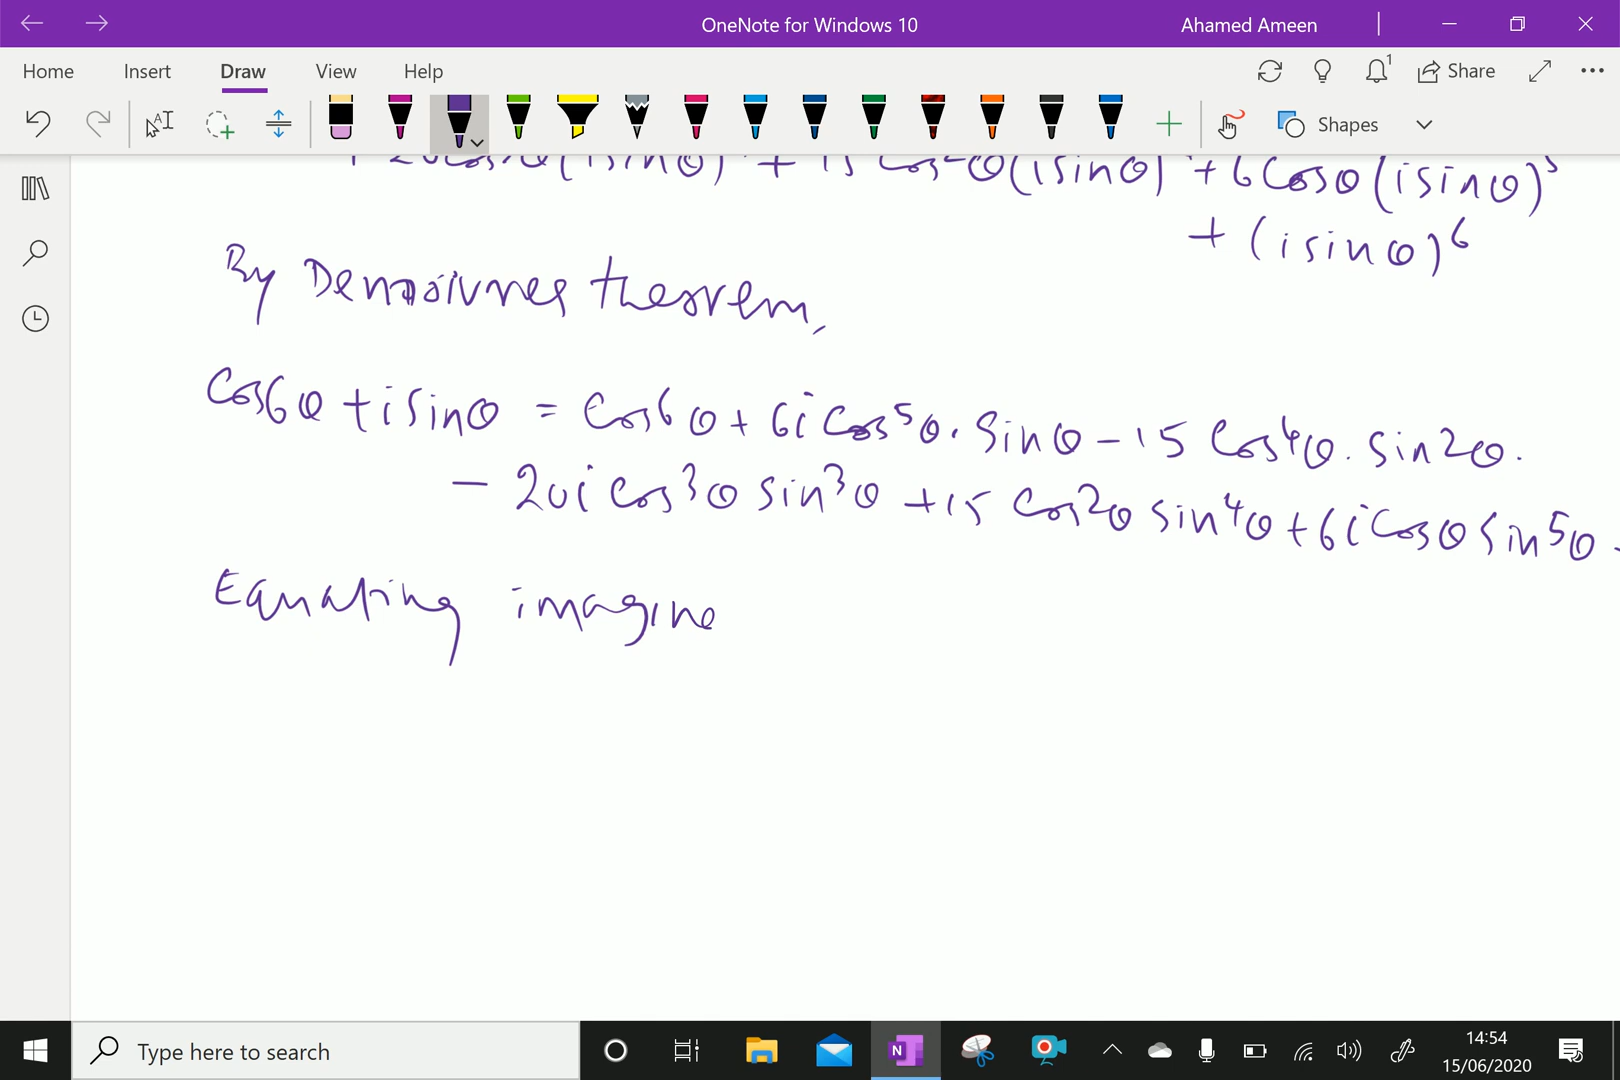 OneNote for Windows 10 Ahamed Ameen
Home Insert Draw View Help 1 Share
Shapes
+ 15 cos²θ(isinθ) + 6 Cosθ(isinθ)⁵
+ (isinθ)⁶
By Demoivres theorem,
Cos6θ + i sinθ = Cos⁶θ + 6i Cos⁵θ. Sinθ - 15 Cos⁴θ. Sin2θ.
- 20i Cos³θ sin³θ + 15 Cos²θ sin⁴θ + 6i Cosθ Sin⁵θ -
Equating imagine
Type here to search
14:54
15/06/2020